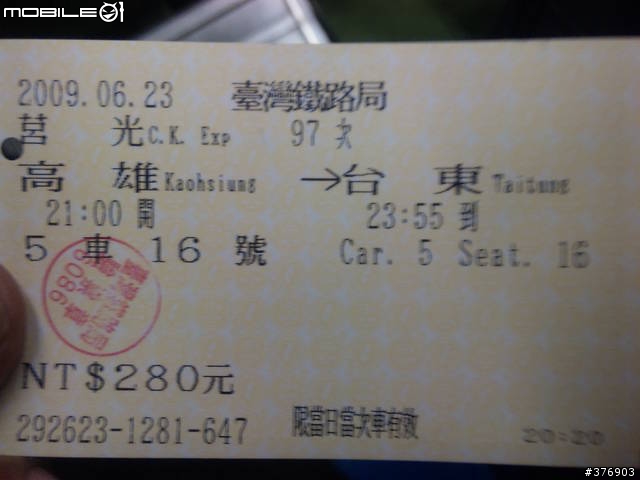 MOBILE01
2009.06.23 臺灣鐵路局
莒 光 C.K. Exp 97 次
高 雄 Kaohsiung →台 東 Taitung
21:00 開 23:55 到
5 車 16 號 Car. 5 Seat. 16
NT$280元
292623-1281-647 限當日當次車有效 20:20
#376903